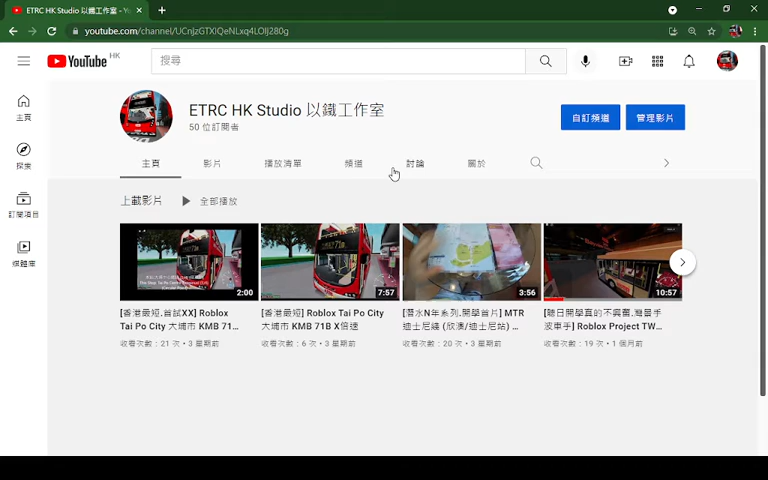 ETRC HK Studio 以鐵工作室 - Yo
youtube.com/channel/UCnJzGTXIQeNLxq4LOlJ280g
YouTube HK
搜尋
主頁
探索
訂閱項目
媒體庫
ETRC HK Studio 以鐵工作室
50 位訂閱者
自訂頻道
管理影片
主頁 影片 播放清單 頻道 討論 關於
上載影片 全部播放
2:00
7:57
3:56
10:57
[香港最短,首試XX] Roblox
Tai Po City 大埔市 KMB 71...
收看次數：21 次 • 3 星期前
[香港最短] Roblox Tai Po City
大埔市 KMB 71B X倍速
收看次數：6 次 • 3 星期前
[潛水N年系列.開學首片] MTR
迪士尼綫 (欣澳/迪士尼站) ...
收看次數：20 次 • 3 星期前
[聽日開學真的不興奮.灣景手
波車手] Roblox Project TW...
收看次數：19 次 • 1 個月前